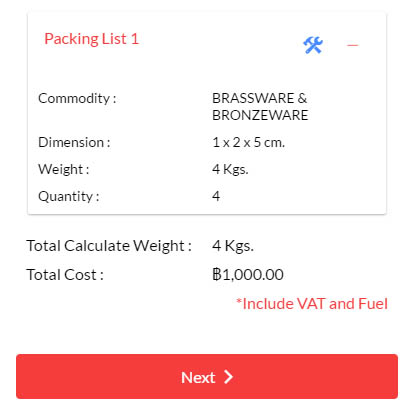 Packing List 1
Commodity : BRASSWARE &
BRONZEWARE
Dimension : 1 x 2 x 5 cm.
Weight : 4 Kgs.
Quantity : 4
Total Calculate Weight : 4 Kgs.
Total Cost : ฿1,000.00
*Include VAT and Fuel
Next